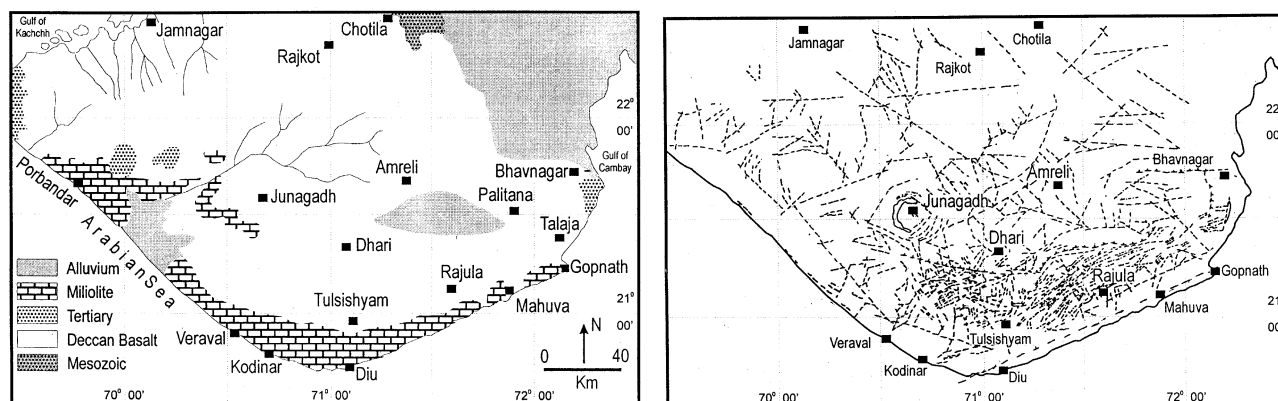 Gulf of
Kachchh
Jamnagar
Chotila
Rajkot
22°
00'
Gulf of
Cambay
Bhavnagar
Amreli
Palitana
Porbandar
Junagadh
Talaja
Arabian Sea
Dhari
Gopnath
Alluvium
Miliolite
Tertiary
Deccan Basalt
Mesozoic
Rajula
Mahuva
Tulsishyam
21°
00'
N
Veraval
Kodinar
Diu
0 40
Km
70° 00' 71° 00' 72° 00'
Jamnagar
Chotila
Rajkot
22°
00'
Bhavnagar
Amreli
Junagadh
Dhari
Gopnath
Rajula
Mahuva
21°
00'
Tulsishyam
Veraval
Kodinar
Diu
70° 00' 71° 00' 72° 00'